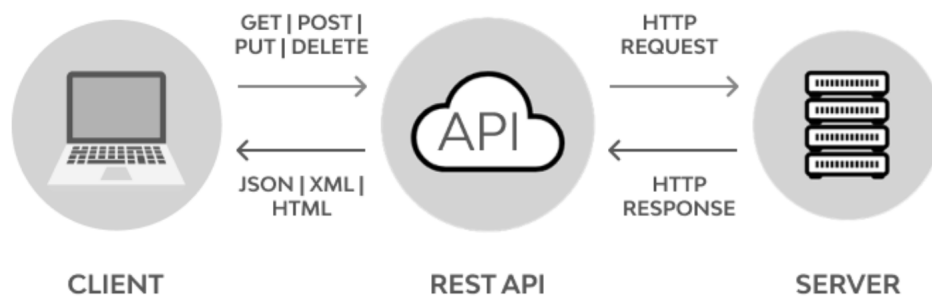 GET | POST |
PUT | DELETE
HTTP
REQUEST
API
JSON | XML |
HTML
HTTP
RESPONSE
CLIENT
REST API
SERVER